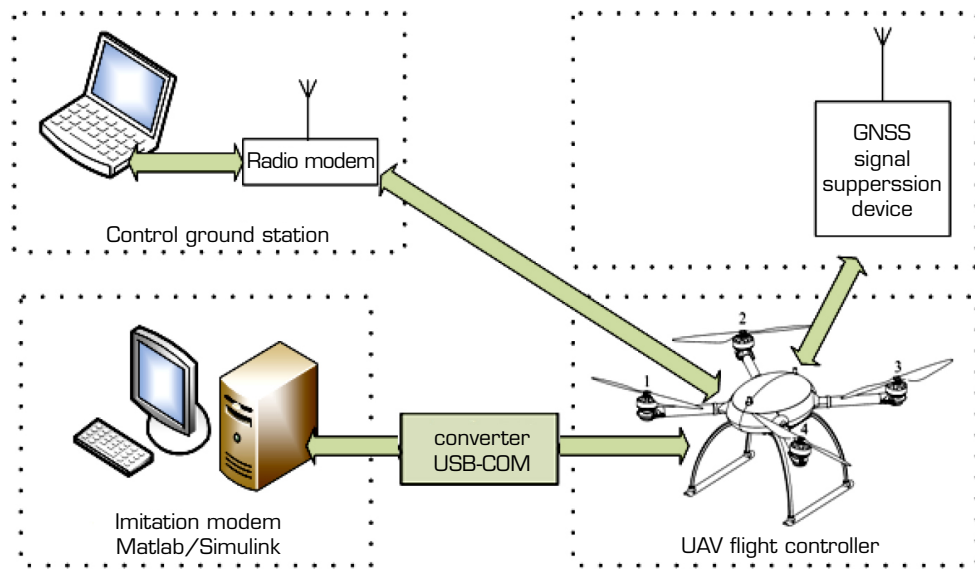 Radio modem
Control ground station
GNSS
signal
supperssion
device
Imitation modem
Matlab/Simulink
converter
USB-COM
1
2
3
4
UAV flight controller